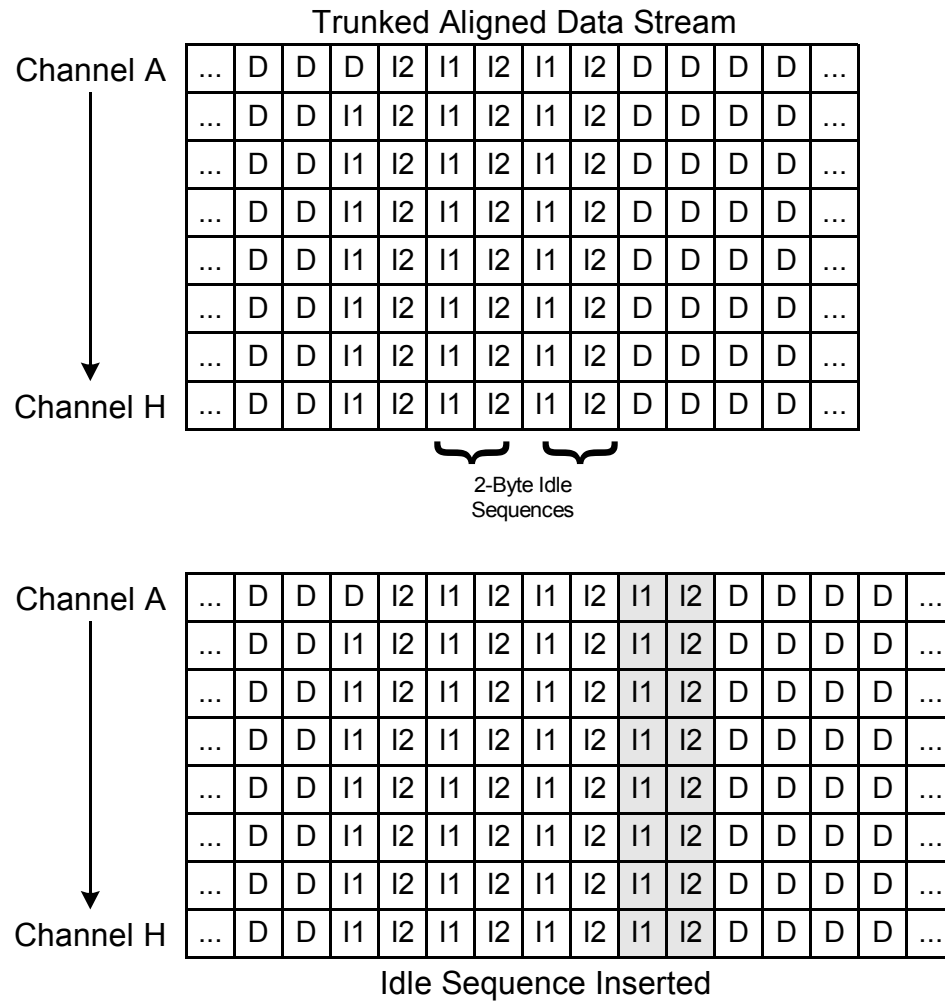 Trunked Aligned Data Stream
Channel A
... D D D I2 I1 I2 I1 I2 D D D D ...
... D D I1 I2 I1 I2 I1 I2 D D D D ...
... D D I1 I2 I1 I2 I1 I2 D D D D ...
... D D I1 I2 I1 I2 I1 I2 D D D D ...
... D D I1 I2 I1 I2 I1 I2 D D D D ...
... D D I1 I2 I1 I2 I1 I2 D D D D ...
... D D I1 I2 I1 I2 I1 I2 D D D D ...
Channel H
... D D I1 I2 I1 I2 I1 I2 D D D D ...
2-Byte Idle
Sequences
Channel A
... D D D I2 I1 I2 I1 I2 I1 I2 D D D D ...
... D D I1 I2 I1 I2 I1 I2 I1 I2 D D D D ...
... D D I1 I2 I1 I2 I1 I2 I1 I2 D D D D ...
... D D I1 I2 I1 I2 I1 I2 I1 I2 D D D D ...
... D D I1 I2 I1 I2 I1 I2 I1 I2 D D D D ...
... D D I1 I2 I1 I2 I1 I2 I1 I2 D D D D ...
... D D I1 I2 I1 I2 I1 I2 I1 I2 D D D D ...
Channel H
... D D I1 I2 I1 I2 I1 I2 I1 I2 D D D D ...
Idle Sequence Inserted